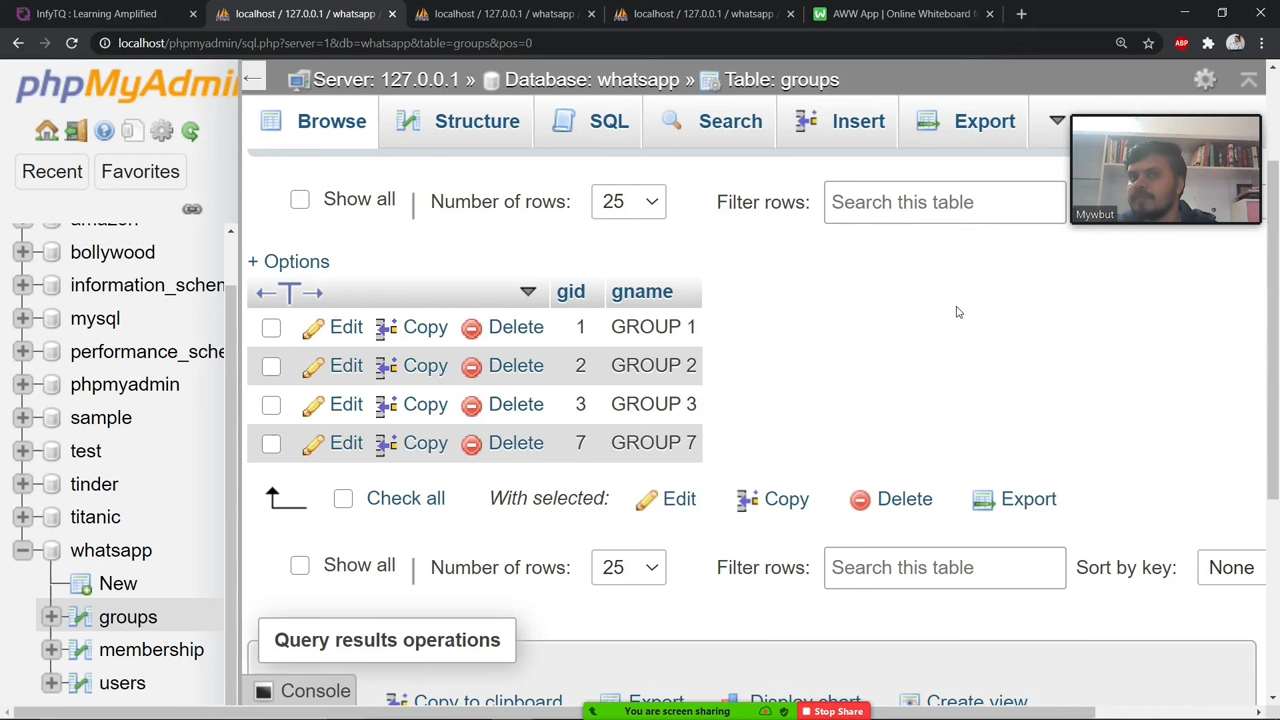 InfyTQ : Learning Amplified
localhost / 127.0.0.1 / whatsapp
localhost / 127.0.0.1 / whatsapp
localhost / 127.0.0.1 / whatsapp
AWW App | Online Whiteboard f
localhost/phpmyadmin/sql.php?server=1&db=whatsapp&table=groups&pos=0
ABP
phpMyAdmin
Recent
Favorites
amazon
bollywood
information_schem
mysql
performance_sche
phpmyadmin
sample
test
tinder
titanic
whatsapp
New
groups
membership
users
Server: 127.0.0.1 » Database: whatsapp » Table: groups
Browse
Structure
SQL
Search
Insert
Export
Mywbut
Show all
Number of rows: 25
Filter rows: Search this table
+ Options
gid gname
Edit Copy Delete 1 GROUP 1
Edit Copy Delete 2 GROUP 2
Edit Copy Delete 3 GROUP 3
Edit Copy Delete 7 GROUP 7
Check all With selected: Edit Copy Delete Export
Show all Number of rows: 25 Filter rows: Search this table Sort by key: None
Query results operations
Console
Copy to clipboard Export Display chart Create view
You are screen sharing Stop Share